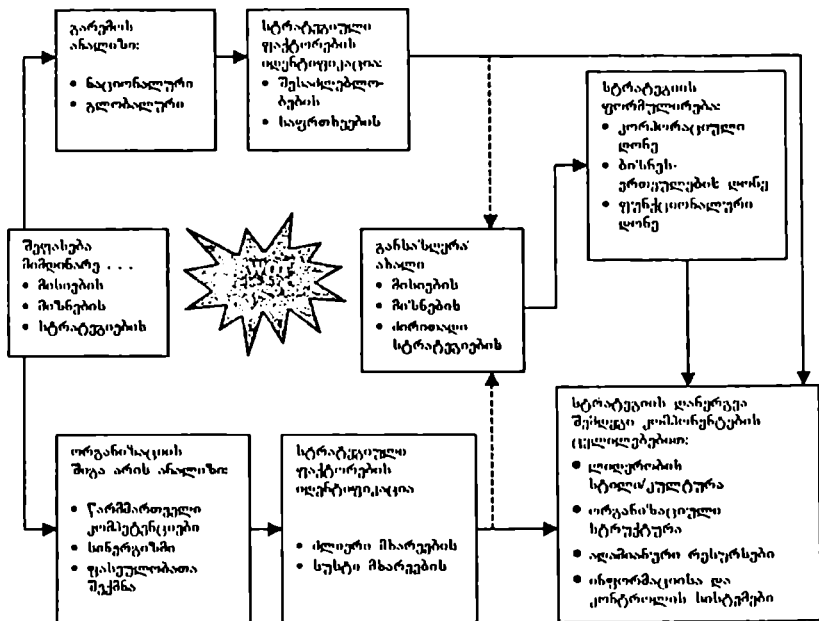 გარემოს
ანალიზი:
• ნაციონალური
• გლობალური
სტრატეგიული
ფაქტორების
იდენტიფიკაცია:
• შესაძლებლო-
ბების
• საფრთხეების
სტრატეგიის
ფორმულირება:
• კორპორაციული
დონე
• ბიზნეს-
ერთეულების დონე
• ფუნქციონალური
დონე
შეფასება
მიმდინარე ...
• მისიების
• მიზნების
• სტრატეგიების
განსაზღვრა
ახალი
• მისიების
• მიზნების
• ძირითადი
სტრატეგიების
ორგანიზაციის
შიგა არის ანალიზი:
• წარმმართველი
კომპეტენციები
• სინერგიზმი
• ფასეულობათა
შექმნა
სტრატეგიული
ფაქტორების
იდენტიფიკაცია
• ძლიერი მხარეების
• სუსტი მხარეების
სტრატეგიის დანერგვა
შემდეგი კომპონენტების
ცვლილებებით:
• ლიდერობის
სტილი/კულტურა
• ორგანიზაციული
სტრუქტურა
• ადამიანური რესურსები
• ინფორმაციისა და
კონტროლის სისტემები